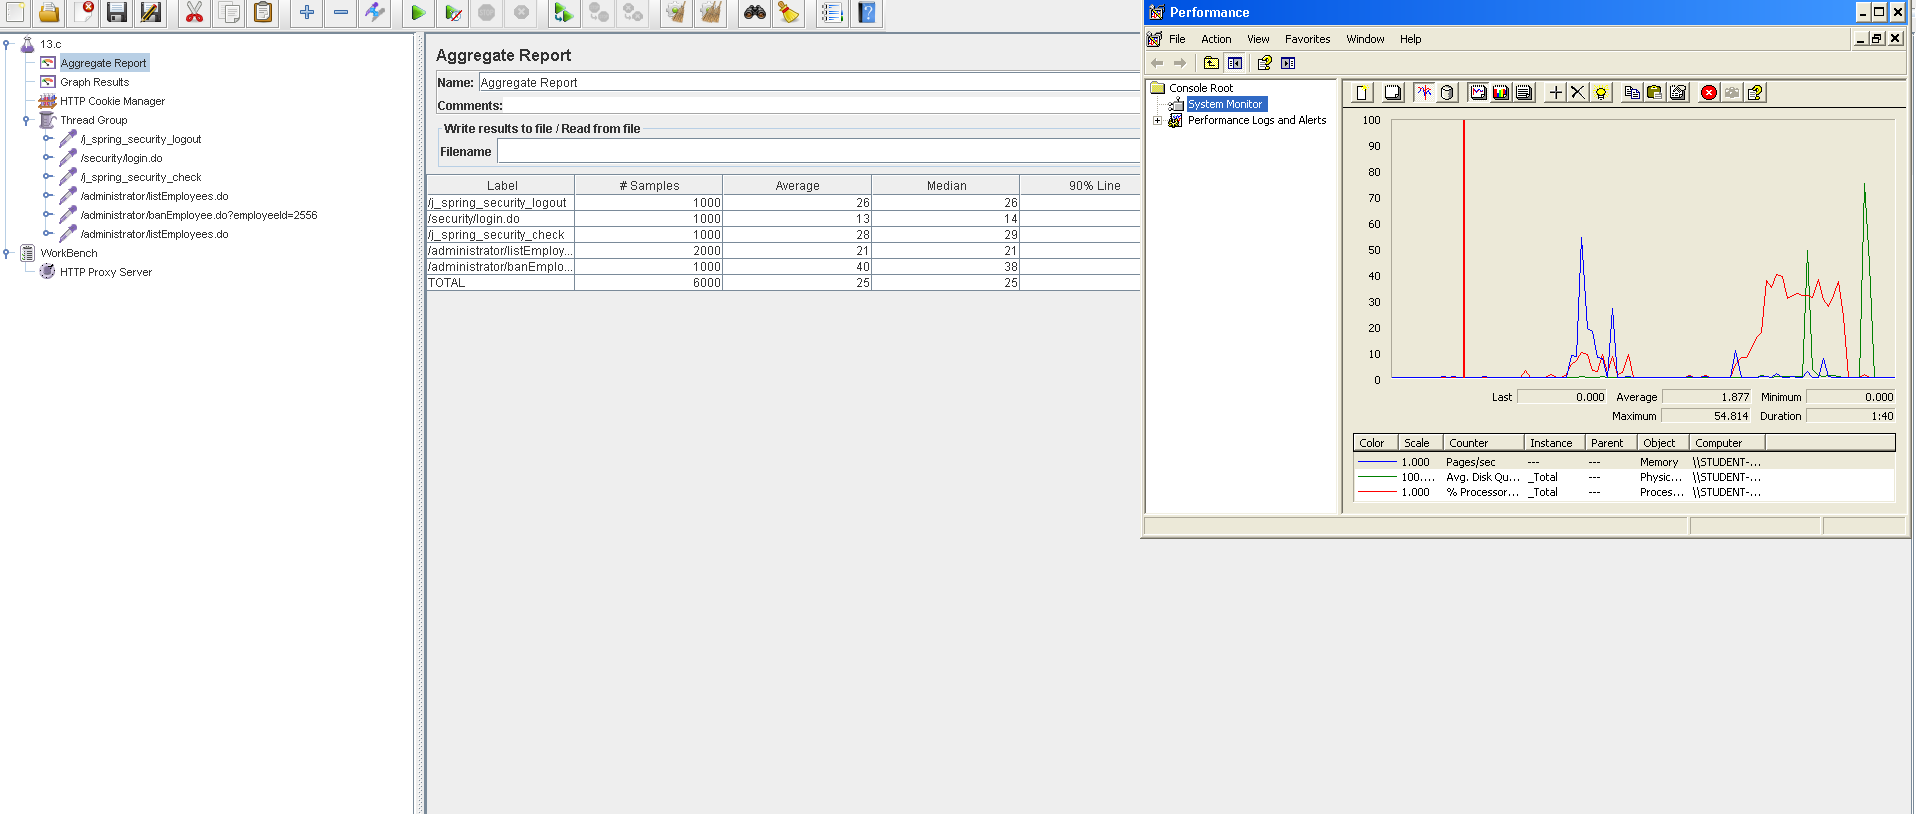 13.c
Aggregate Report
Graph Results
HTTP Cookie Manager
Thread Group
/j_spring_security_logout
/security/login.do
/j_spring_security_check
/administrator/listEmployees.do
/administrator/banEmployee.do?employeeId=2556
/administrator/listEmployees.do
WorkBench
HTTP Proxy Server
Aggregate Report
Name: Aggregate Report
Comments:
Write results to file / Read from file
Filename
Label # Samples Average Median 90% Line
/j_spring_security_logout 1000 26 26
/security/login.do 1000 13 14
/j_spring_security_check 1000 28 29
/administrator/listEmploy... 2000 21 21
/administrator/banEmplo... 1000 40 38
TOTAL 6000 25 25
Performance
File Action View Favorites Window Help
Console Root
System Monitor
Performance Logs and Alerts
100
90
80
70
60
50
40
30
20
10
0
Last 0.000 Average 1.877 Minimum 0.000
Maximum 54.814 Duration 1:40
Color Scale Counter Instance Parent Object Computer
1.000 Pages/sec --- --- Memory \\STUDENT-...
100.... Avg. Disk Qu... _Total --- Physic... \\STUDENT-...
1.000 % Processor... _Total --- Proces... \\STUDENT-...